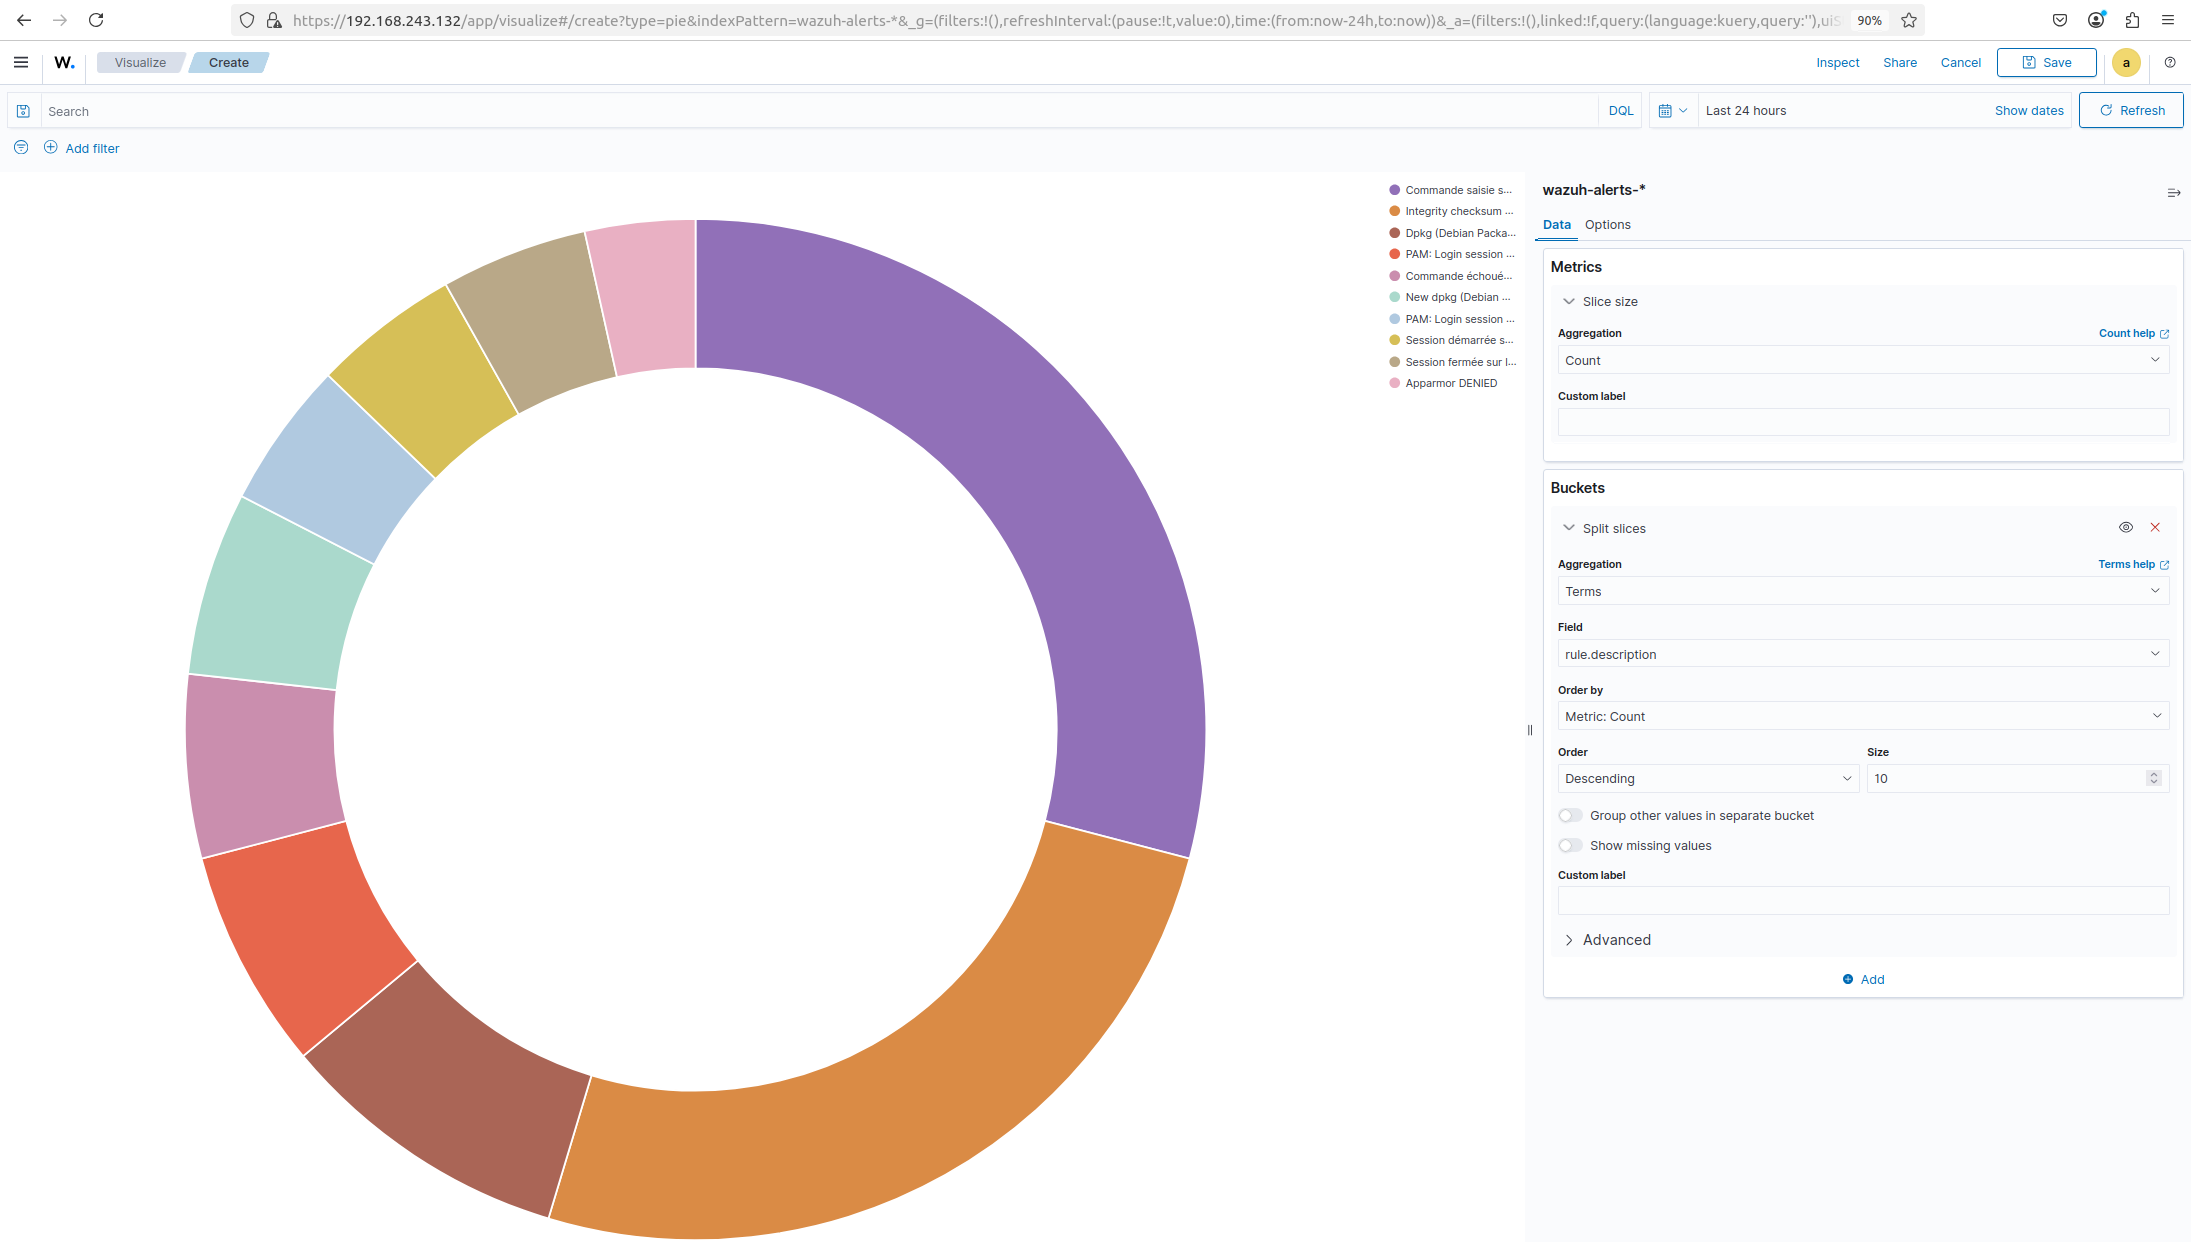 https://192.168.243.132/app/visualize#/create?type=pie&indexPattern=wazuh-alerts-*&_g=(filters:!(),refreshInterval:(pause:!t,value:0),time:(from:now-24h,to:now))&_a=(filters:!(),linked:!f,query:(language:kuery,query:''),uiS
90%
W.
Visualize
Create
Inspect
Share
Cancel
Save
a
Search
DQL
Last 24 hours
Show dates
Refresh
Add filter
Commande saisie s...
Integrity checksum ...
Dpkg (Debian Packa...
PAM: Login session ...
Commande échoué...
New dpkg (Debian ...
PAM: Login session ...
Session démarrée s...
Session fermée sur l...
Apparmor DENIED
wazuh-alerts-*
Data
Options
Metrics
Slice size
Aggregation
Count help
Count
Custom label
Buckets
Split slices
Aggregation
Terms help
Terms
Field
rule.description
Order by
Metric: Count
Order
Size
Descending
10
Group other values in separate bucket
Show missing values
Custom label
Advanced
Add